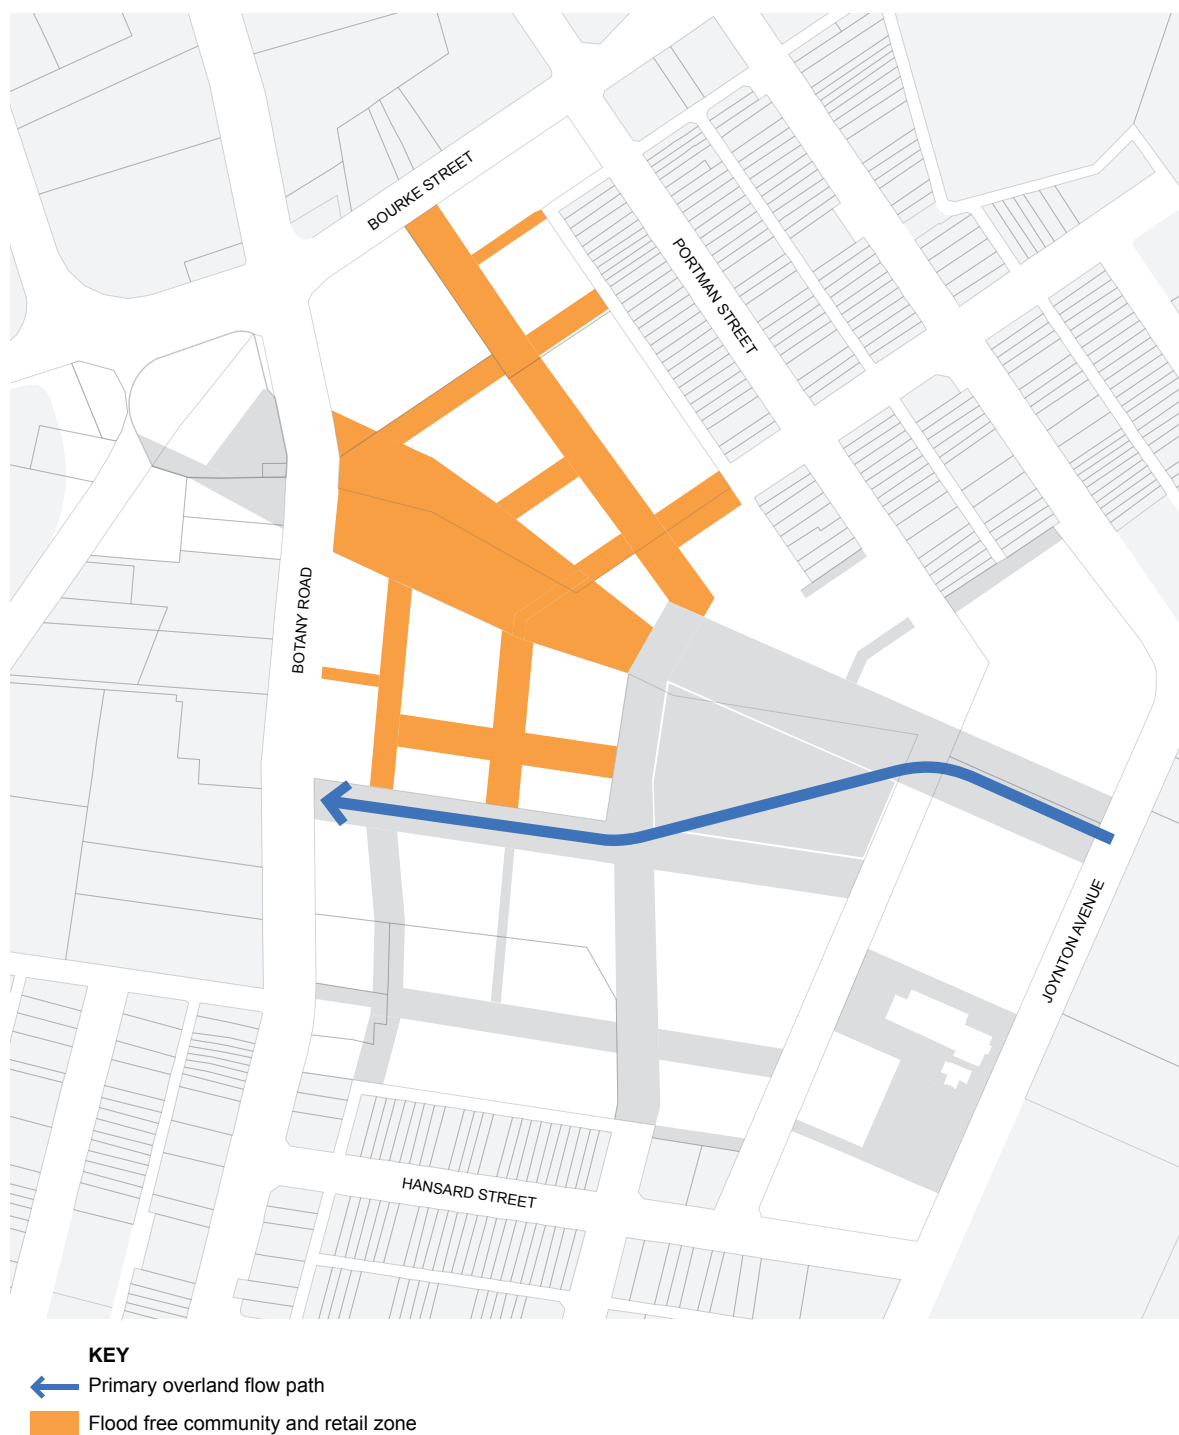 BOURKE STREET
PORTMAN STREET
BOTANY ROAD
JOYNTON AVENUE
HANSARD STREET
KEY
Primary overland flow path
Flood free community and retail zone